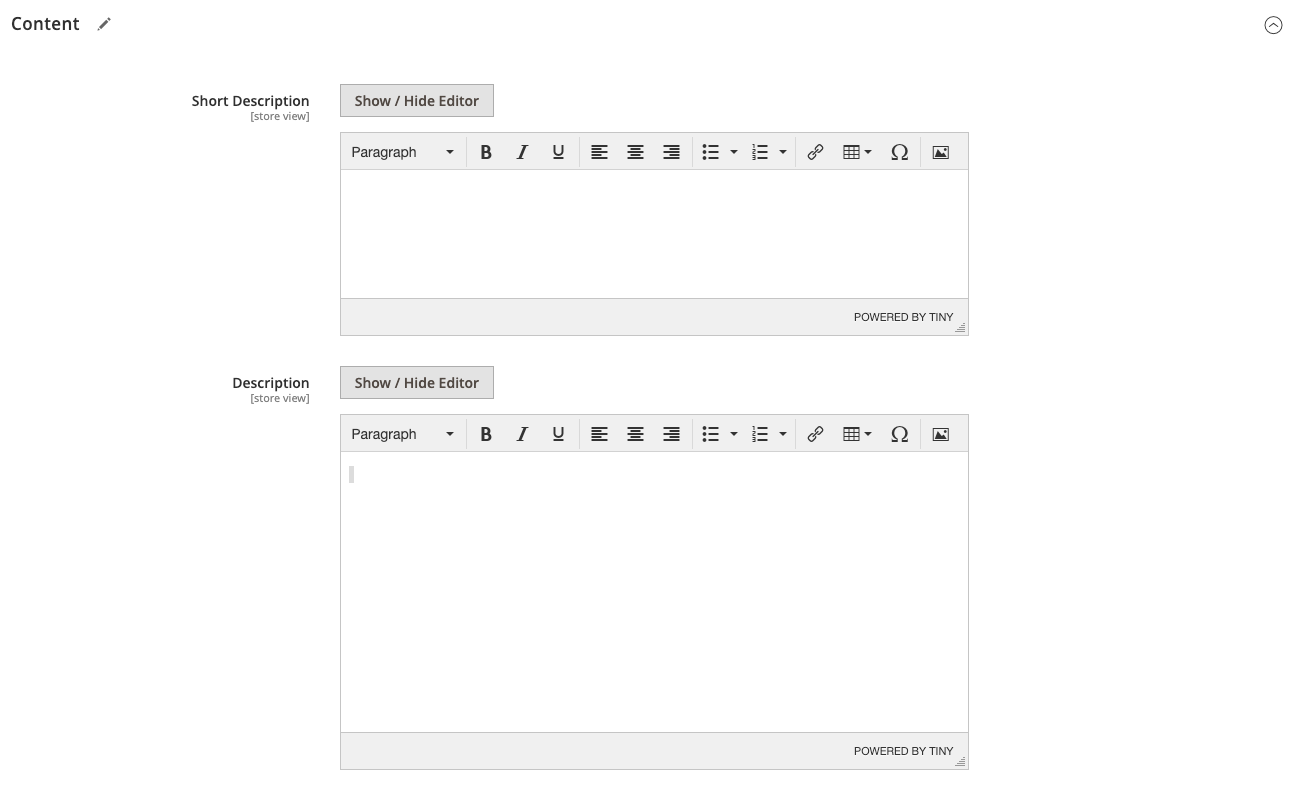 Content
Short Description
[store view]
Show / Hide Editor
Paragraph
POWERED BY TINY
Description
[store view]
Show / Hide Editor
Paragraph
POWERED BY TINY